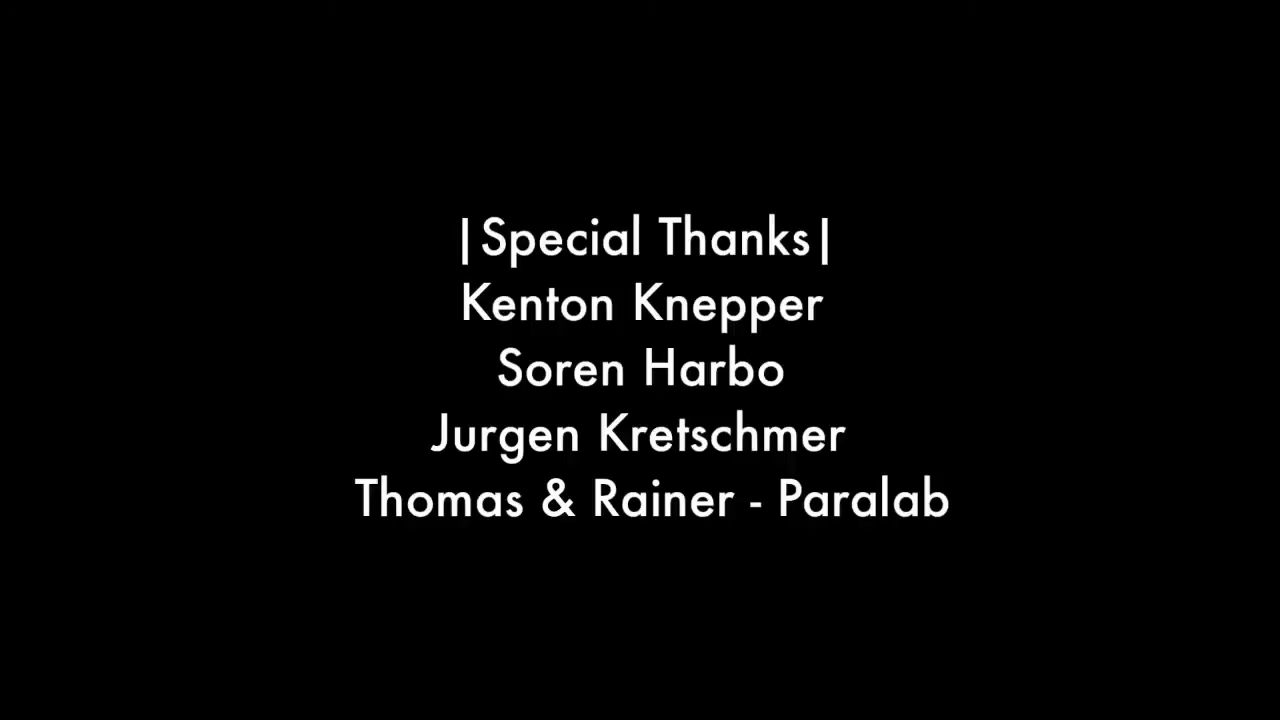 |Special Thanks|
Kenton Knepper
Soren Harbo
Jurgen Kretschmer
Thomas & Rainer - Paralab